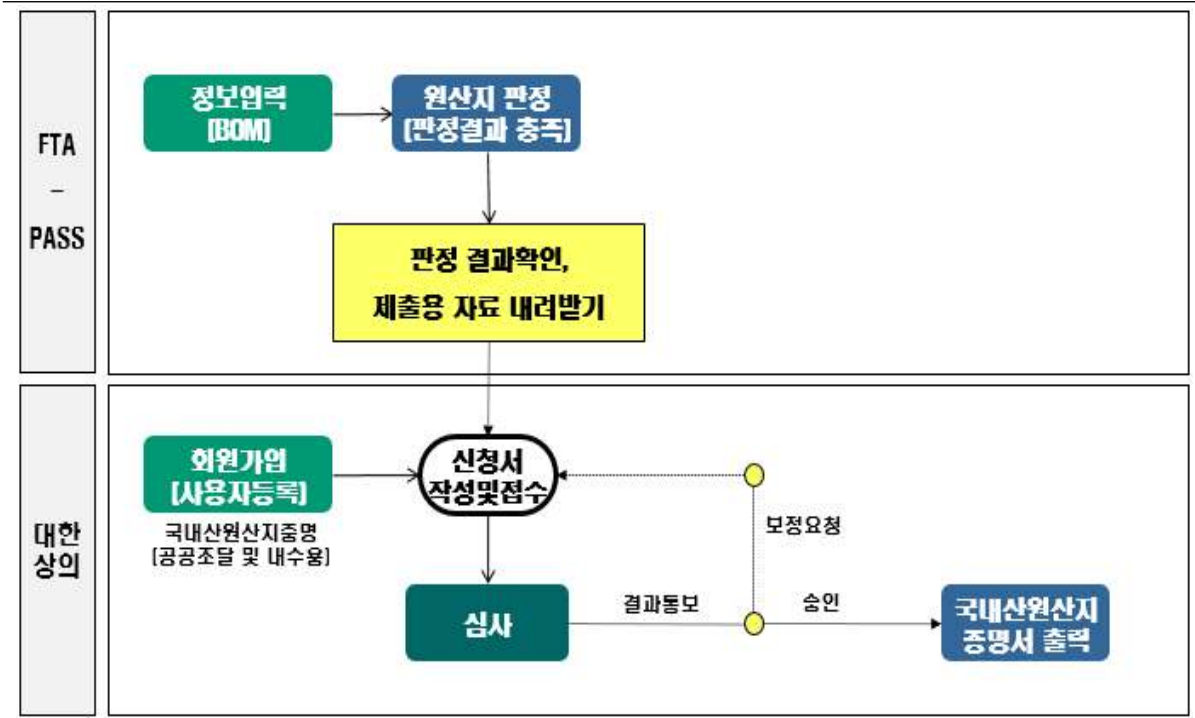 FTA
-
PASS
정보입력
[BOM]
원산지 판정
[판정결과 충족]
판정 결과확인,
제출용 자료 내려받기
대한
상의
회원가입
[사용자등록]
국내산원산지증명
[공공조달 및 내수용]
신청서
작성및접수
심사
결과통보
보정요청
승인
국내산원산지
증명서 출력